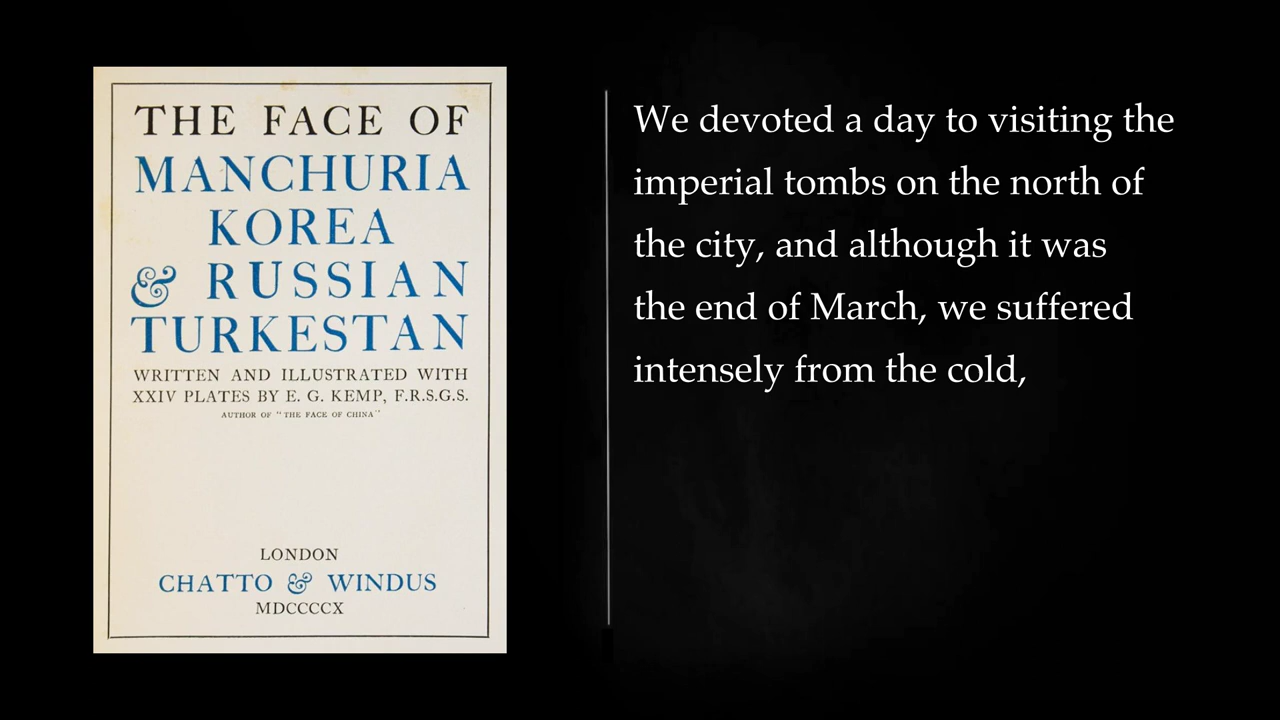 THE FACE OF
MANCHURIA
KOREA
& RUSSIAN
TURKESTAN
WRITTEN AND ILLUSTRATED WITH
XXIV PLATES BY E. G. KEMP, F.R.S.G.S.
AUTHOR OF "THE FACE OF CHINA"
LONDON
CHATTO & WINDUS
MDCCCCX
We devoted a day to visiting the
imperial tombs on the north of
the city, and although it was
the end of March, we suffered
intensely from the cold,